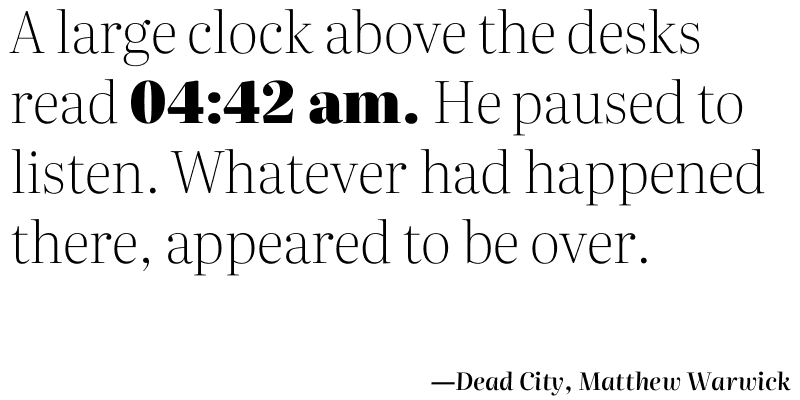 A large clock above the desks
read 04:42 am. He paused to
listen. Whatever had happened
there, appeared to be over.
—Dead City, Matthew Warwick